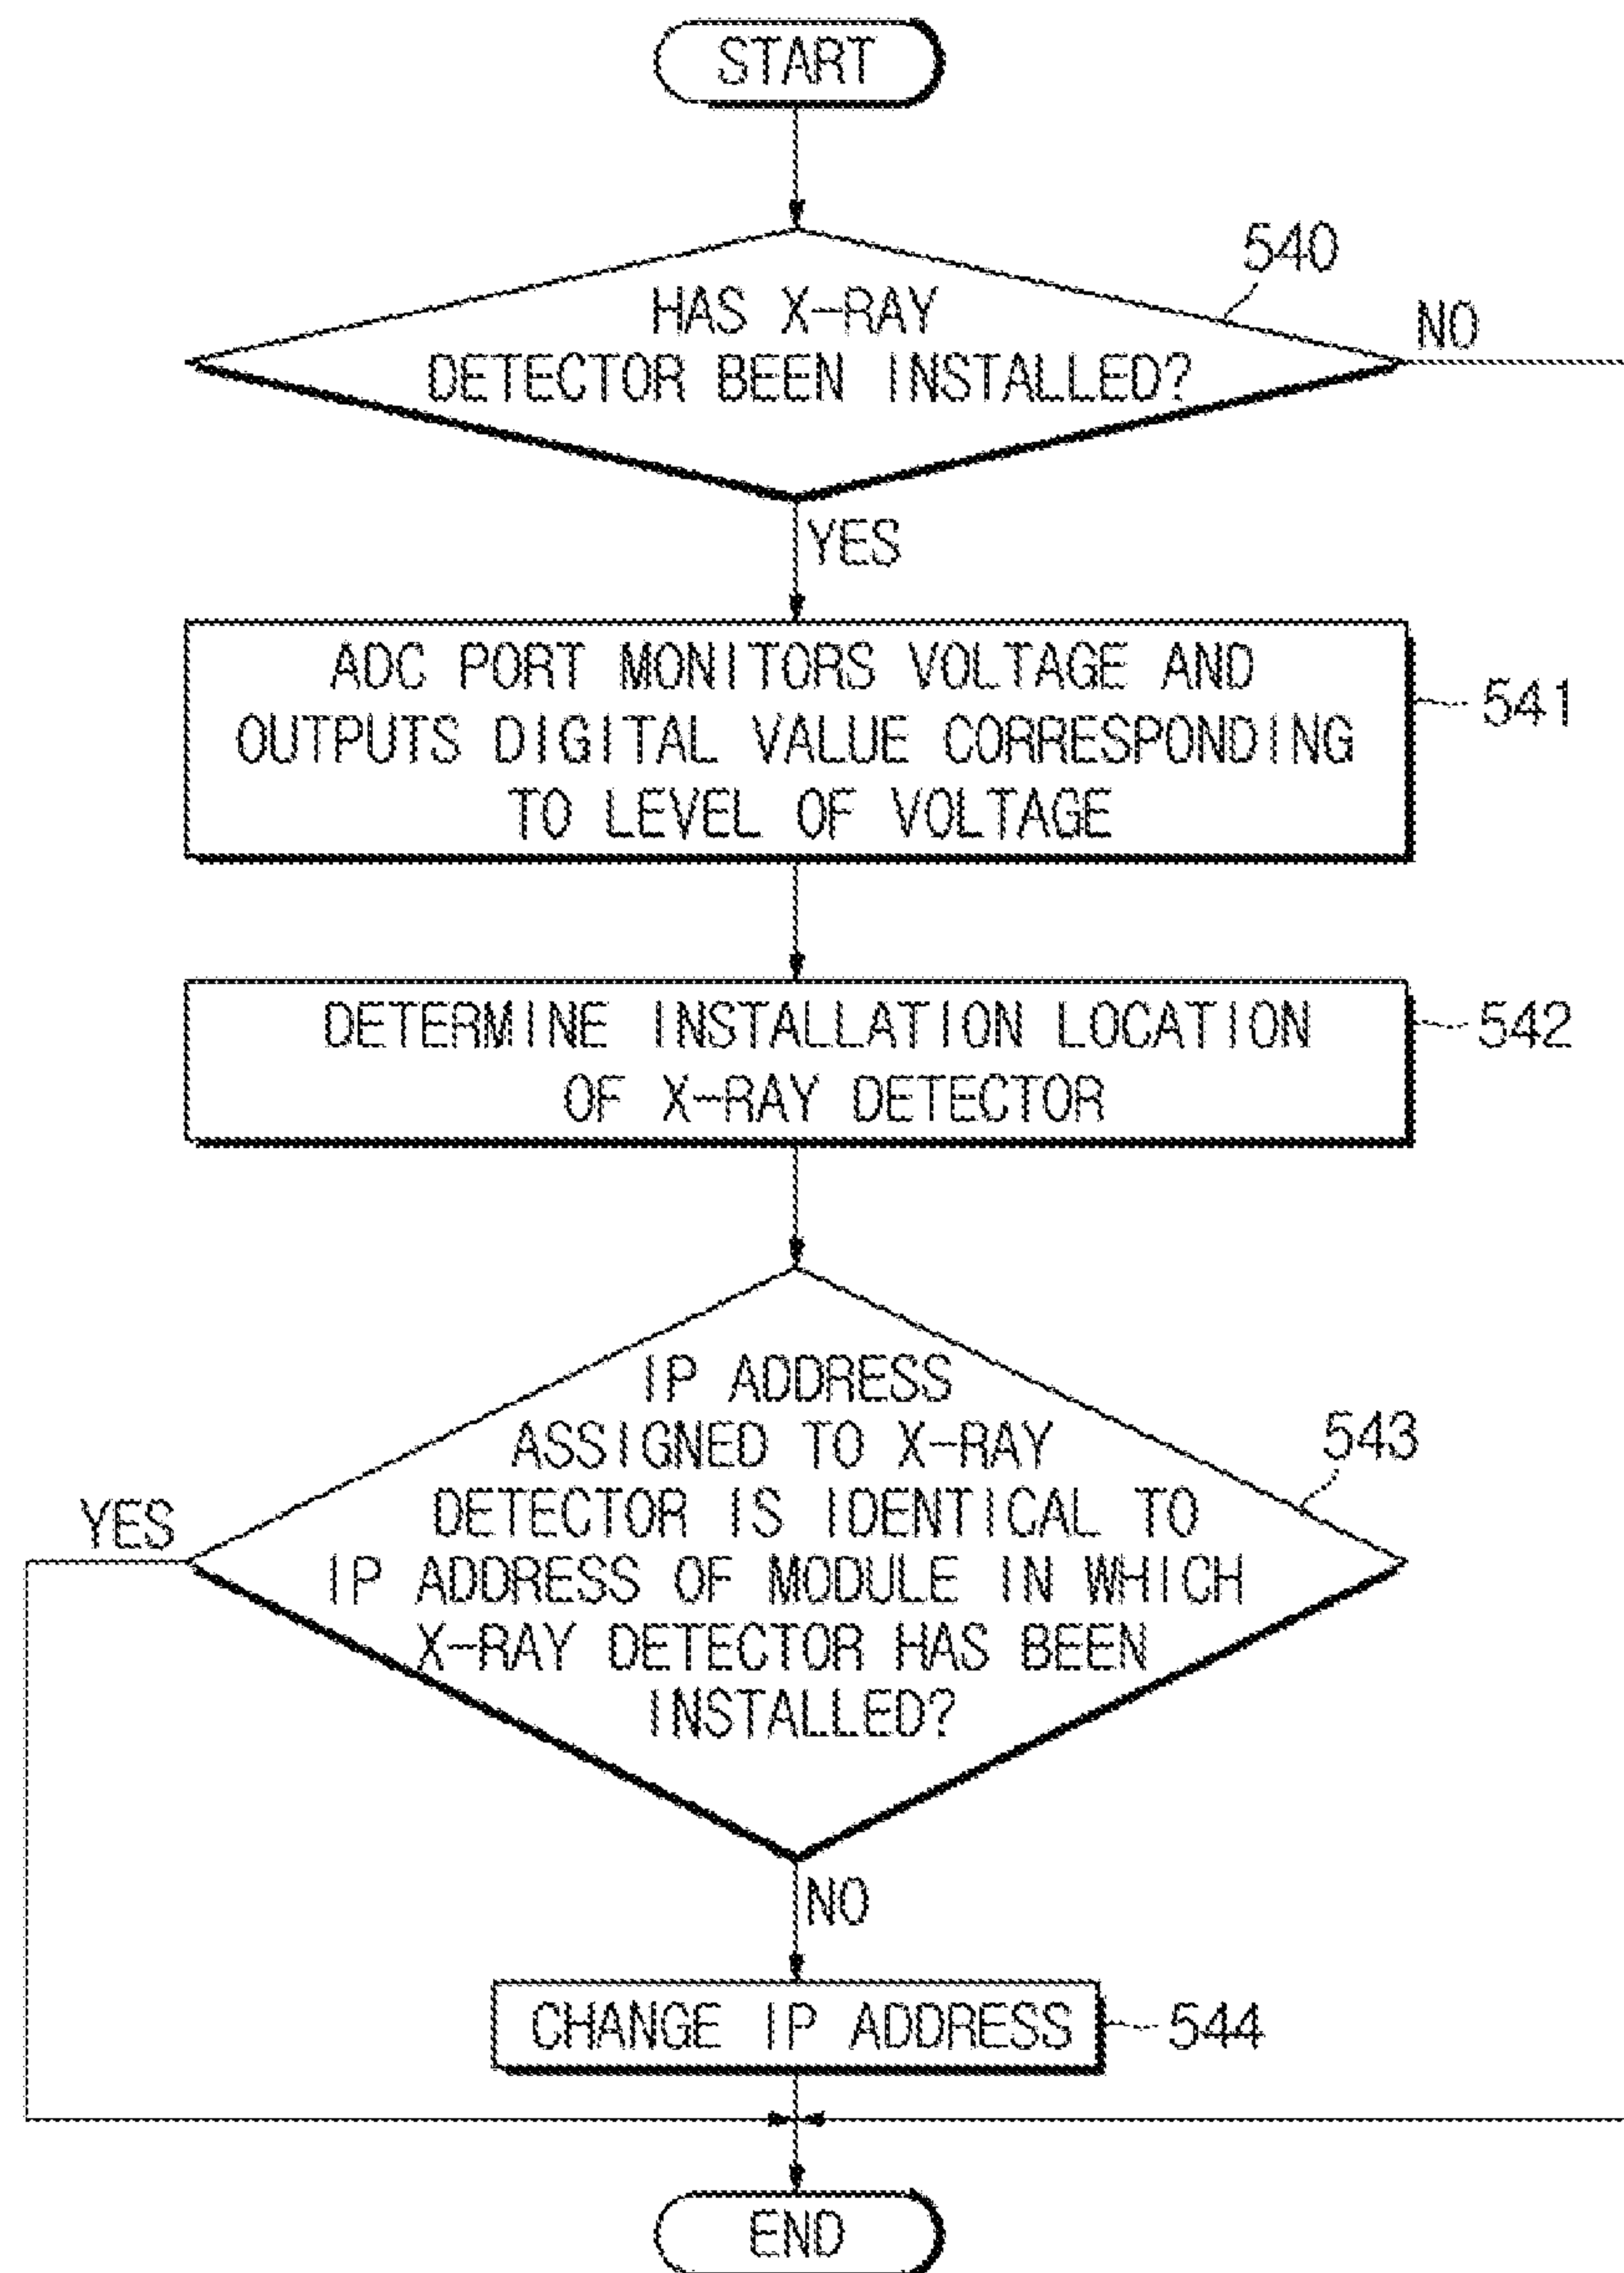 START
540
HAS X-RAY
DETECTOR BEEN INSTALLED?
NO
YES
ADC PORT MONITORS VOLTAGE AND
OUTPUTS DIGITAL VALUE CORRESPONDING
TO LEVEL OF VOLTAGE
541
DETERMINE INSTALLATION LOCATION
OF X-RAY DETECTOR
542
IP ADDRESS
ASSIGNED TO X-RAY
DETECTOR IS IDENTICAL TO
IP ADDRESS OF MODULE IN WHICH
X-RAY DETECTOR HAS BEEN
INSTALLED?
543
YES
NO
CHANGE IP ADDRESS
544
END